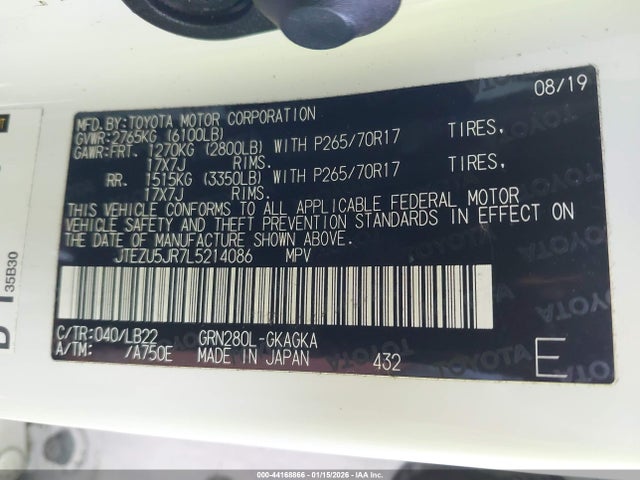 08/19
MFD. BY: TOYOTA MOTOR CORPORATION
GVWR: 2765KG (6100LB)
GAWR: FRT. 1270KG (2800LB) WITH P265/70R17 TIRES,
17X7J RIMS.
RR. 1515KG (3350LB) WITH P265/70R17 TIRES,
17X7J RIMS.
THIS VEHICLE CONFORMS TO ALL APPLICABLE FEDERAL MOTOR
VEHICLE SAFETY AND THEFT PREVENTION STANDARDS IN EFFECT ON
THE DATE OF MANUFACTURE SHOWN ABOVE.
JTEZU5JR7L5214086 MPV
C/TR: 040/LB22 GRN280L-GKAGKA
A/TM: /A750E MADE IN JAPAN 432 E
35B30
000-44168866 - 01/15/2026 - IAA Inc.